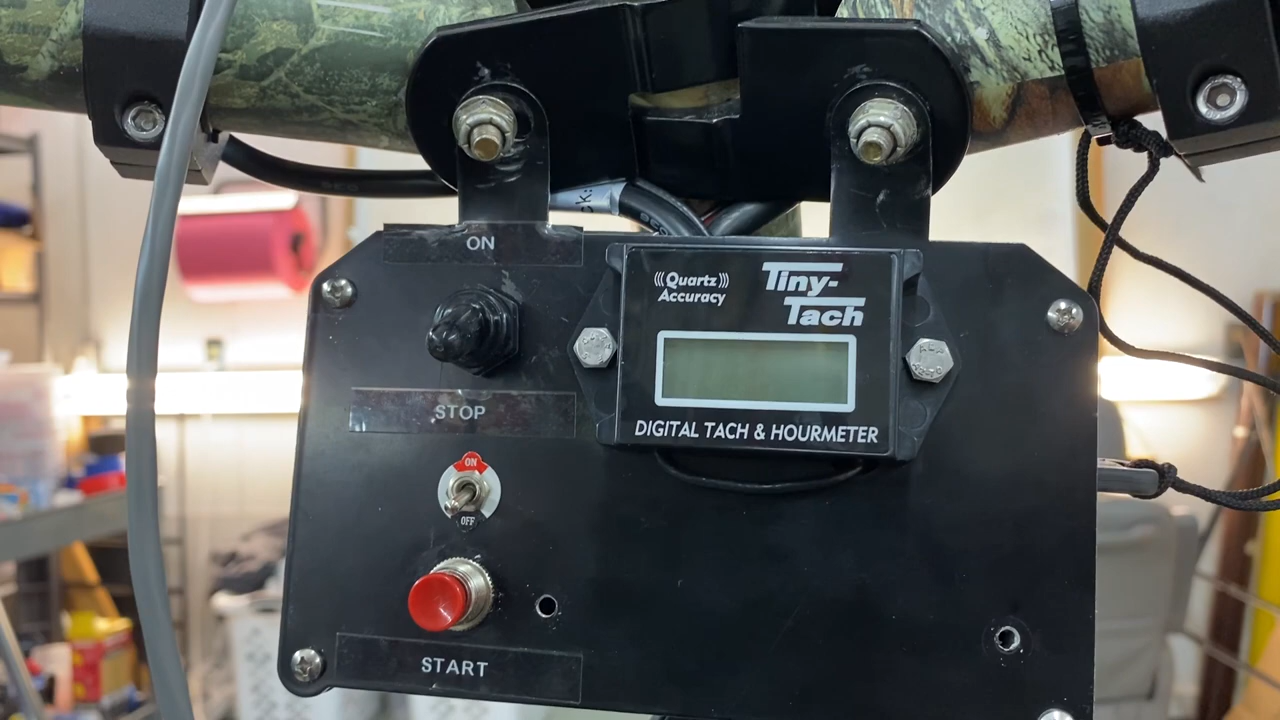 ON
(((Quartz)))
Accuracy
Tiny-
Tach
STOP
DIGITAL TACH & HOURMETER
ON
OFF
START